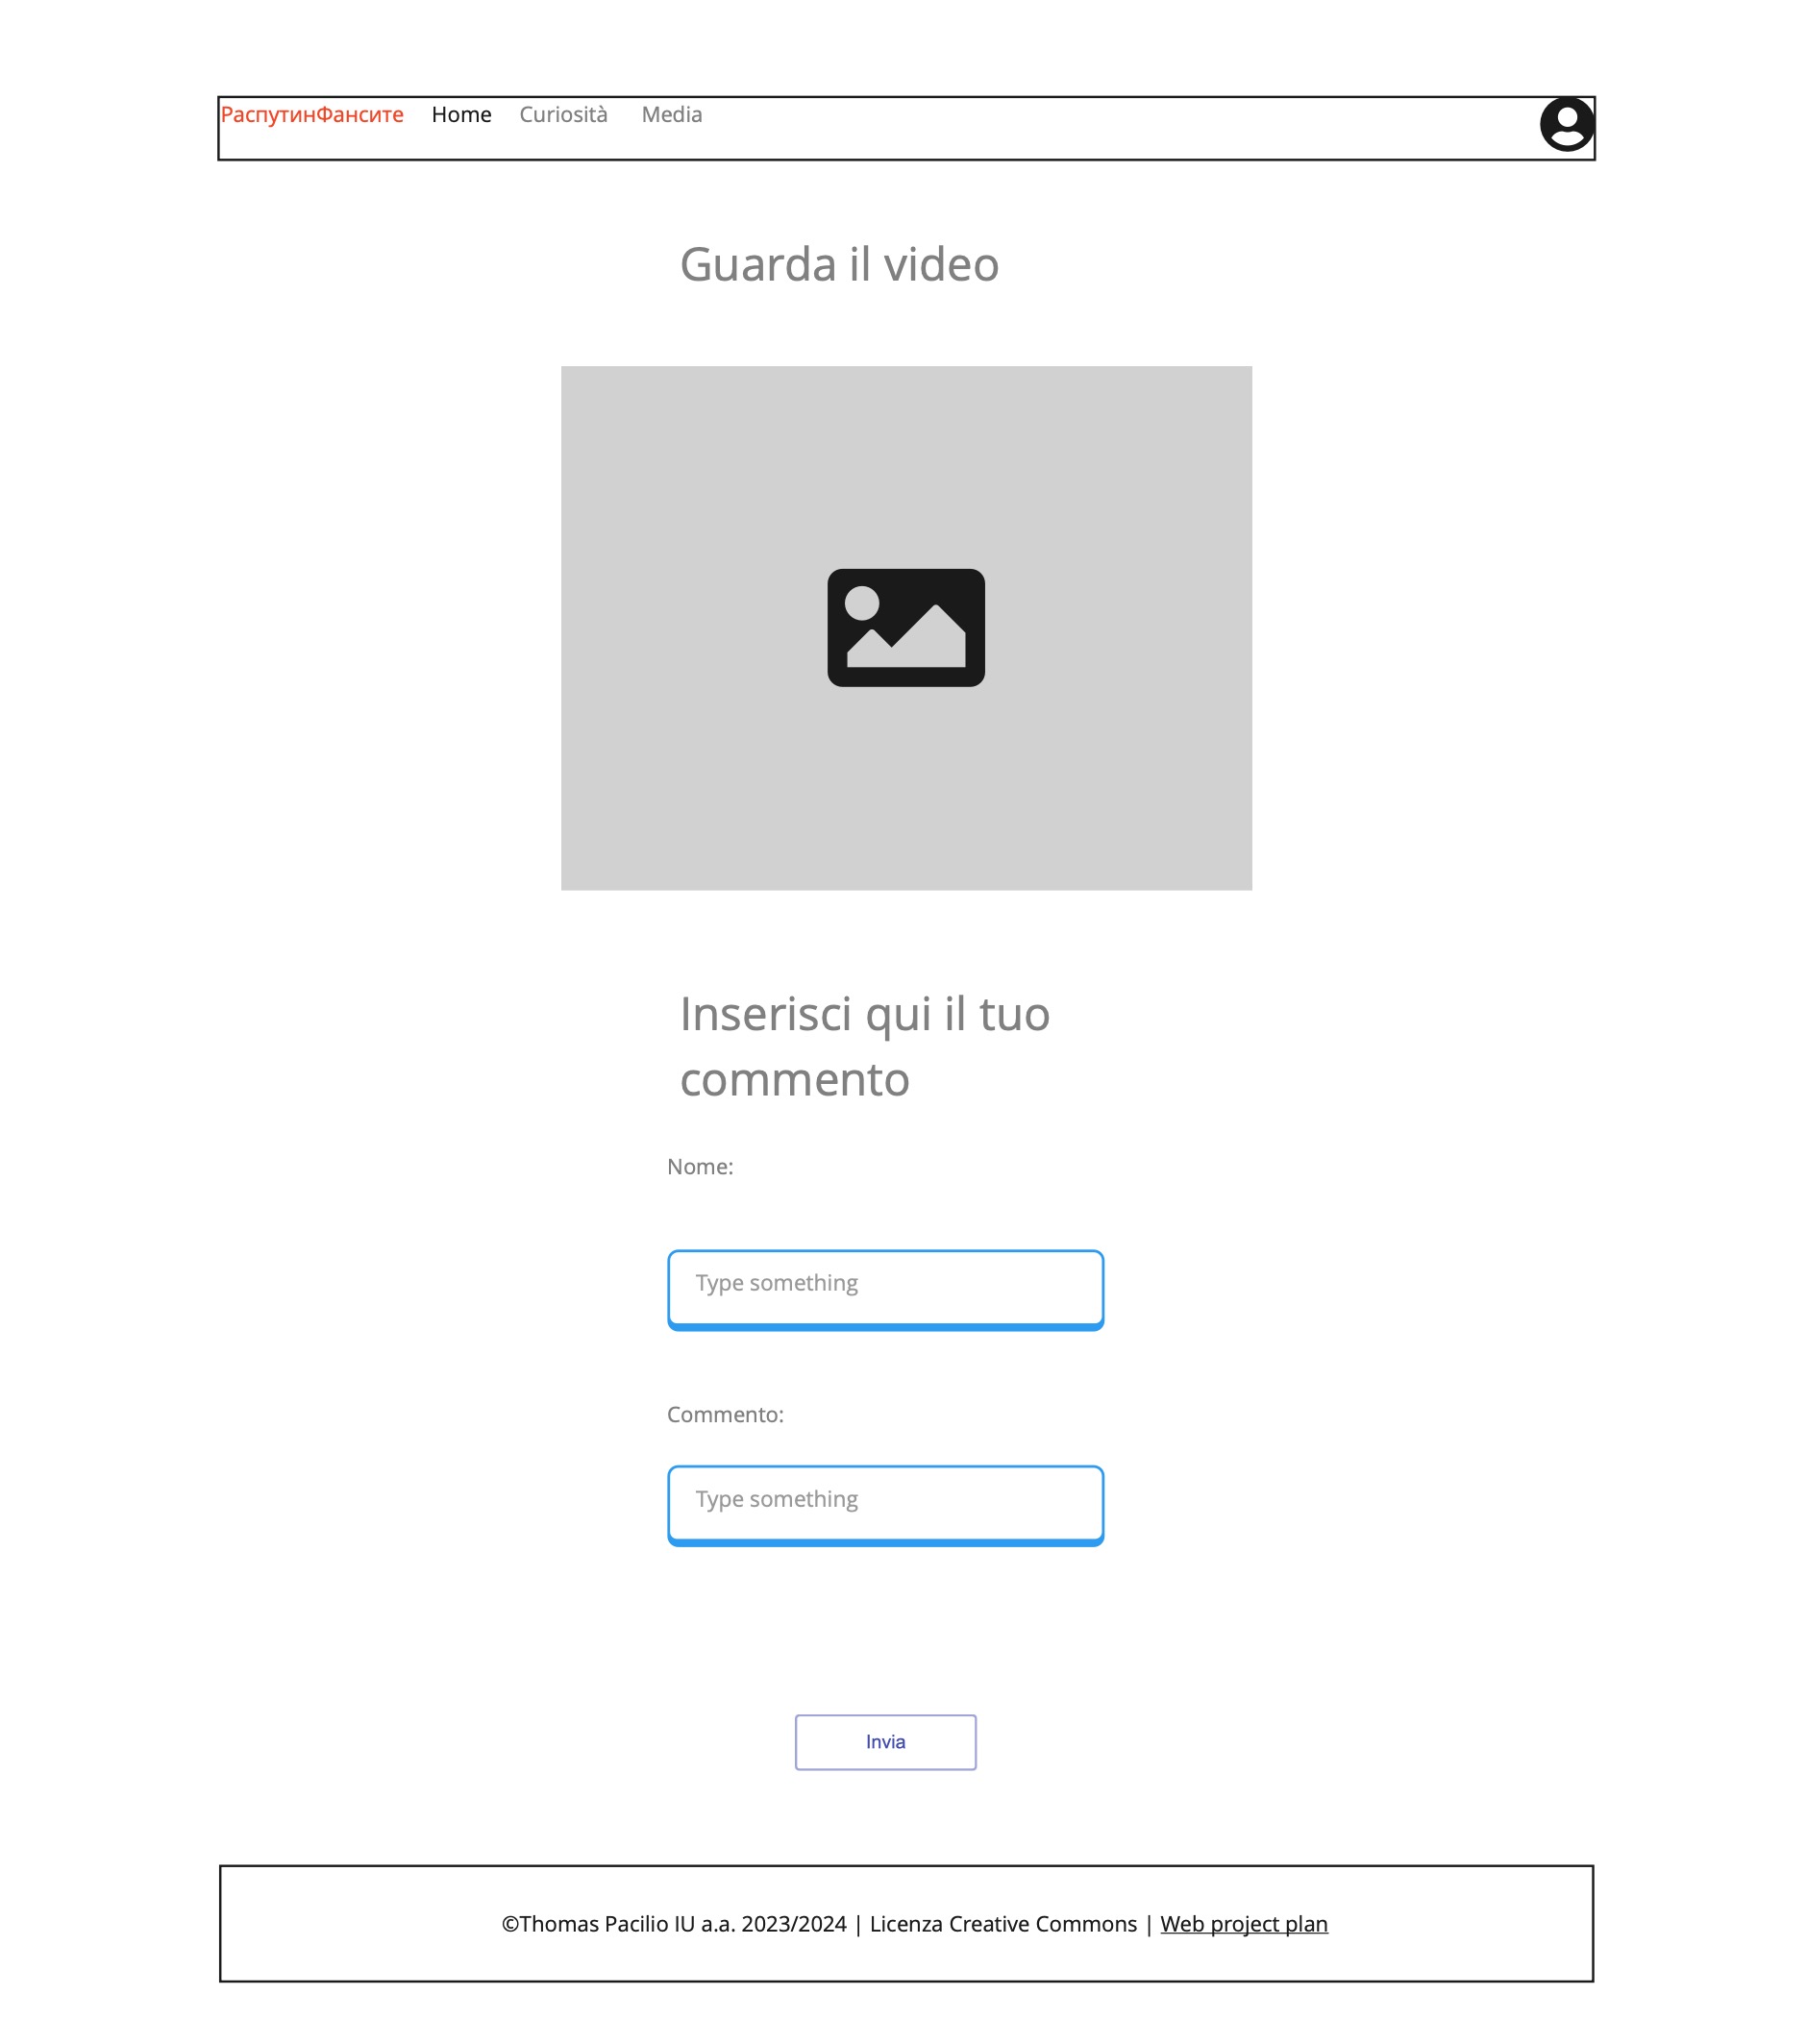 РаспутинФансите Home Curiosità Media
Guarda il video
Inserisci qui il tuo
commento
Nome:
Type something
Commento:
Type something
Invia
©Thomas Pacilio IU a.a. 2023/2024 | Licenza Creative Commons | Web project plan